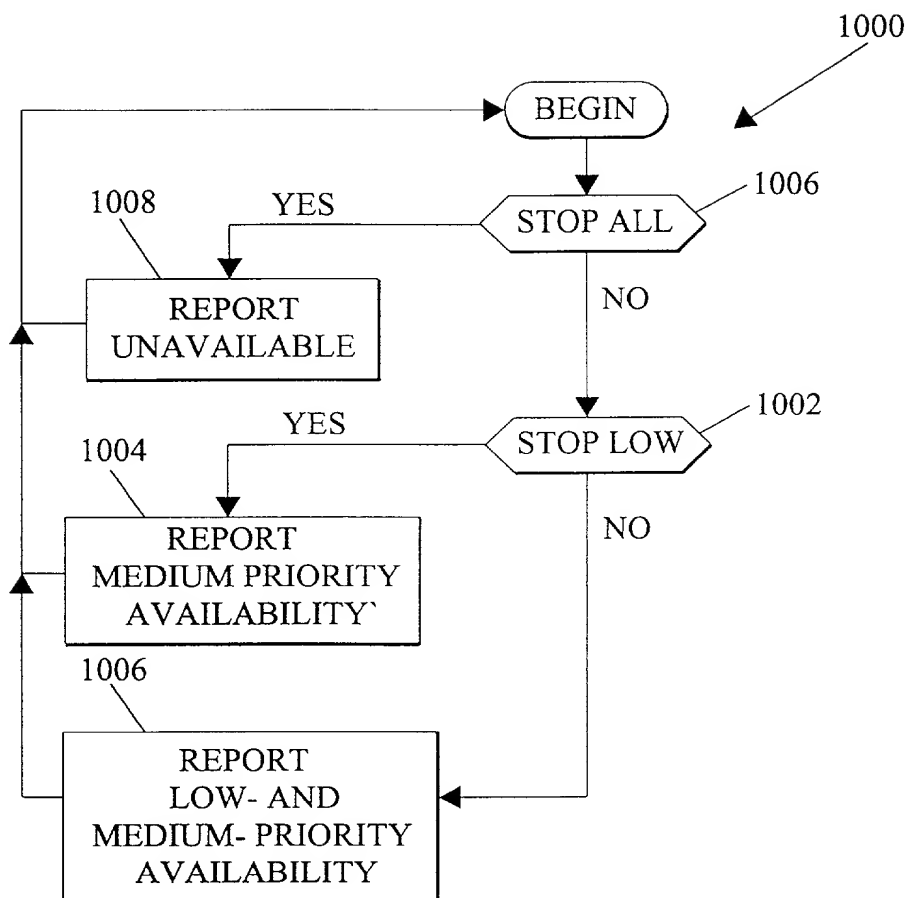 1000
BEGIN
1006
STOP ALL
YES
1008
NO
REPORT
UNAVAILABLE
1002
STOP LOW
YES
1004
NO
REPORT
MEDIUM PRIORITY
AVAILABILITY`
1006
REPORT
LOW- AND
MEDIUM- PRIORITY
AVAILABILITY